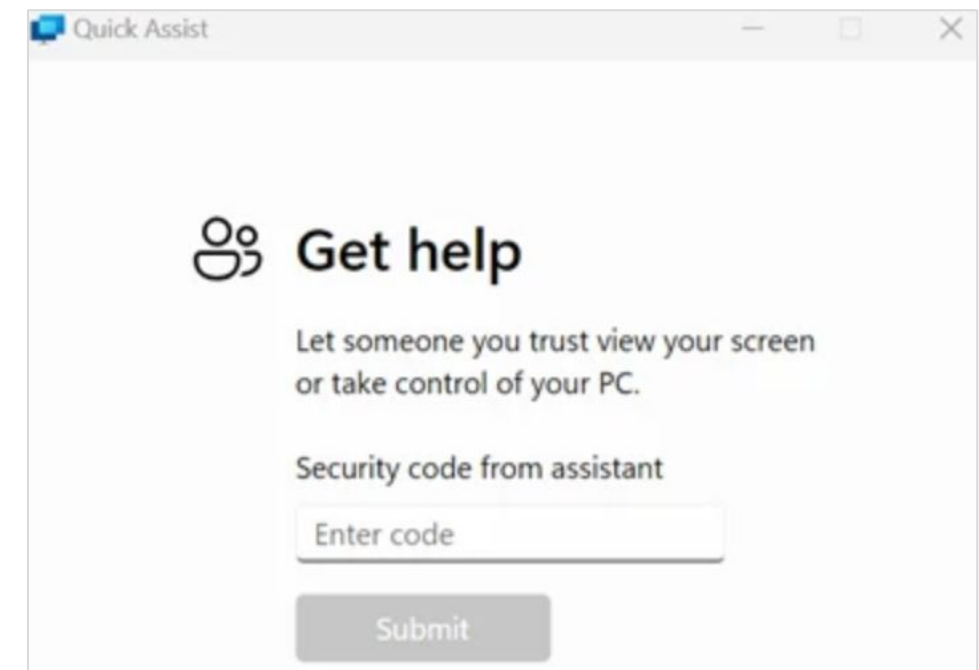 Quick Assist
Get help
Let someone you trust view your screen
or take control of your PC.
Security code from assistant
Enter code
Submit